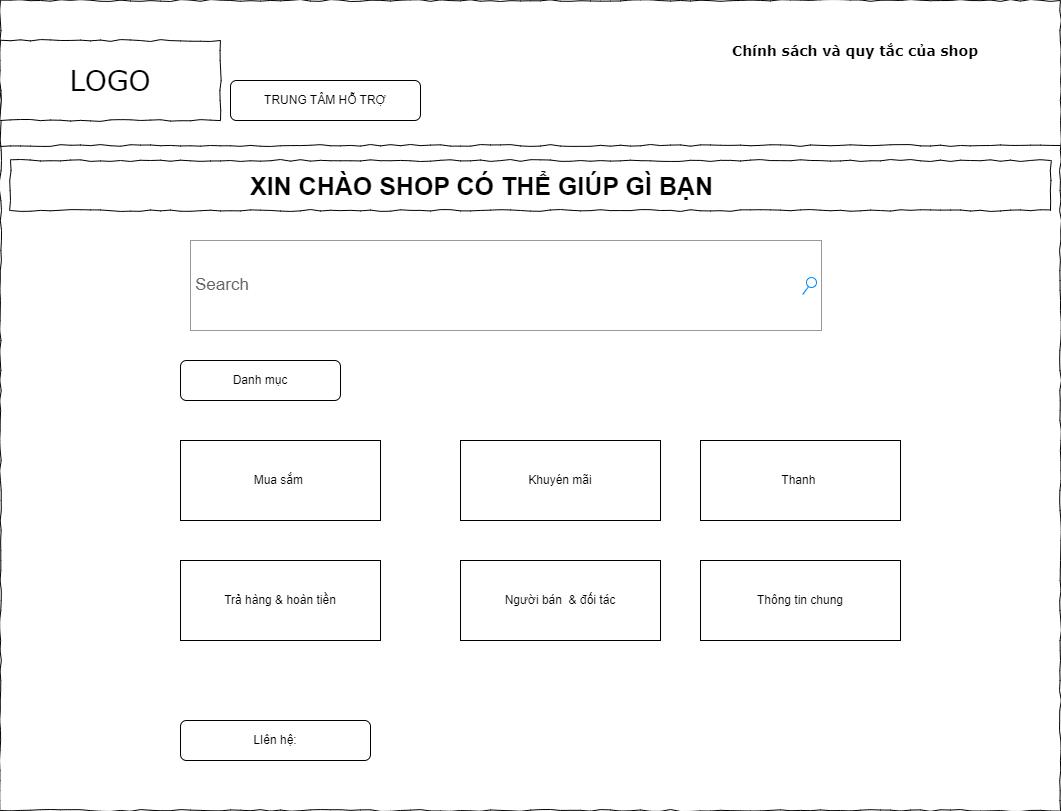 Chính sách và quy tắc của shop
LOGO
TRUNG TÂM HỖ TRỢ
XIN CHÀO SHOP CÓ THỂ GIÚP GÌ BẠN
Search
Danh mục
Mua sắm
Khuyén mãi
Thanh
Trả hàng & hoàn tiền
Người bán & đối tác
Thông tin chung
LIên hệ: